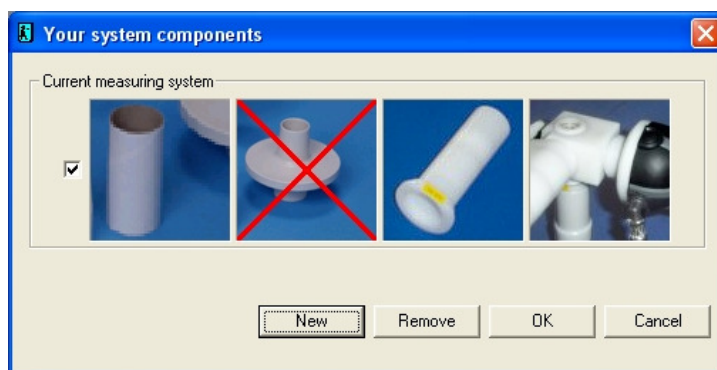 Your system components
Current measuring system
New
Remove
OK
Cancel